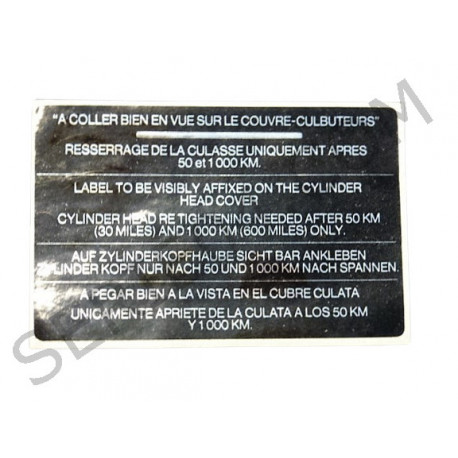 "A COLLER BIEN EN VUE SUR LE COUVRE-CULBUTEURS"
RESSERRAGE DE LA CULASSE UNIQUEMENT APRES
50 et 1 000 KM.
LABEL TO BE VISIBLY AFFIXED ON THE CYLINDER
HEAD COVER
CYLINDER HEAD RE TIGHTENING NEEDED AFTER 50 KM
(30 MILES) AND 1 000 KM (600 MILES) ONLY.
AUF ZYLINDERKOPFHAUBE SICHT BAR ANKLEBEN
LINDER KOPF NUR NACH 50 UND 1 000 KM NACH SPANNEN.
A PEGAR BIEN A LA VISTA EN EL CUBRE CULATA
UNICAMENTE APRIETE DE LA CULATA A LOS 50 KM
Y 1 000 KM.